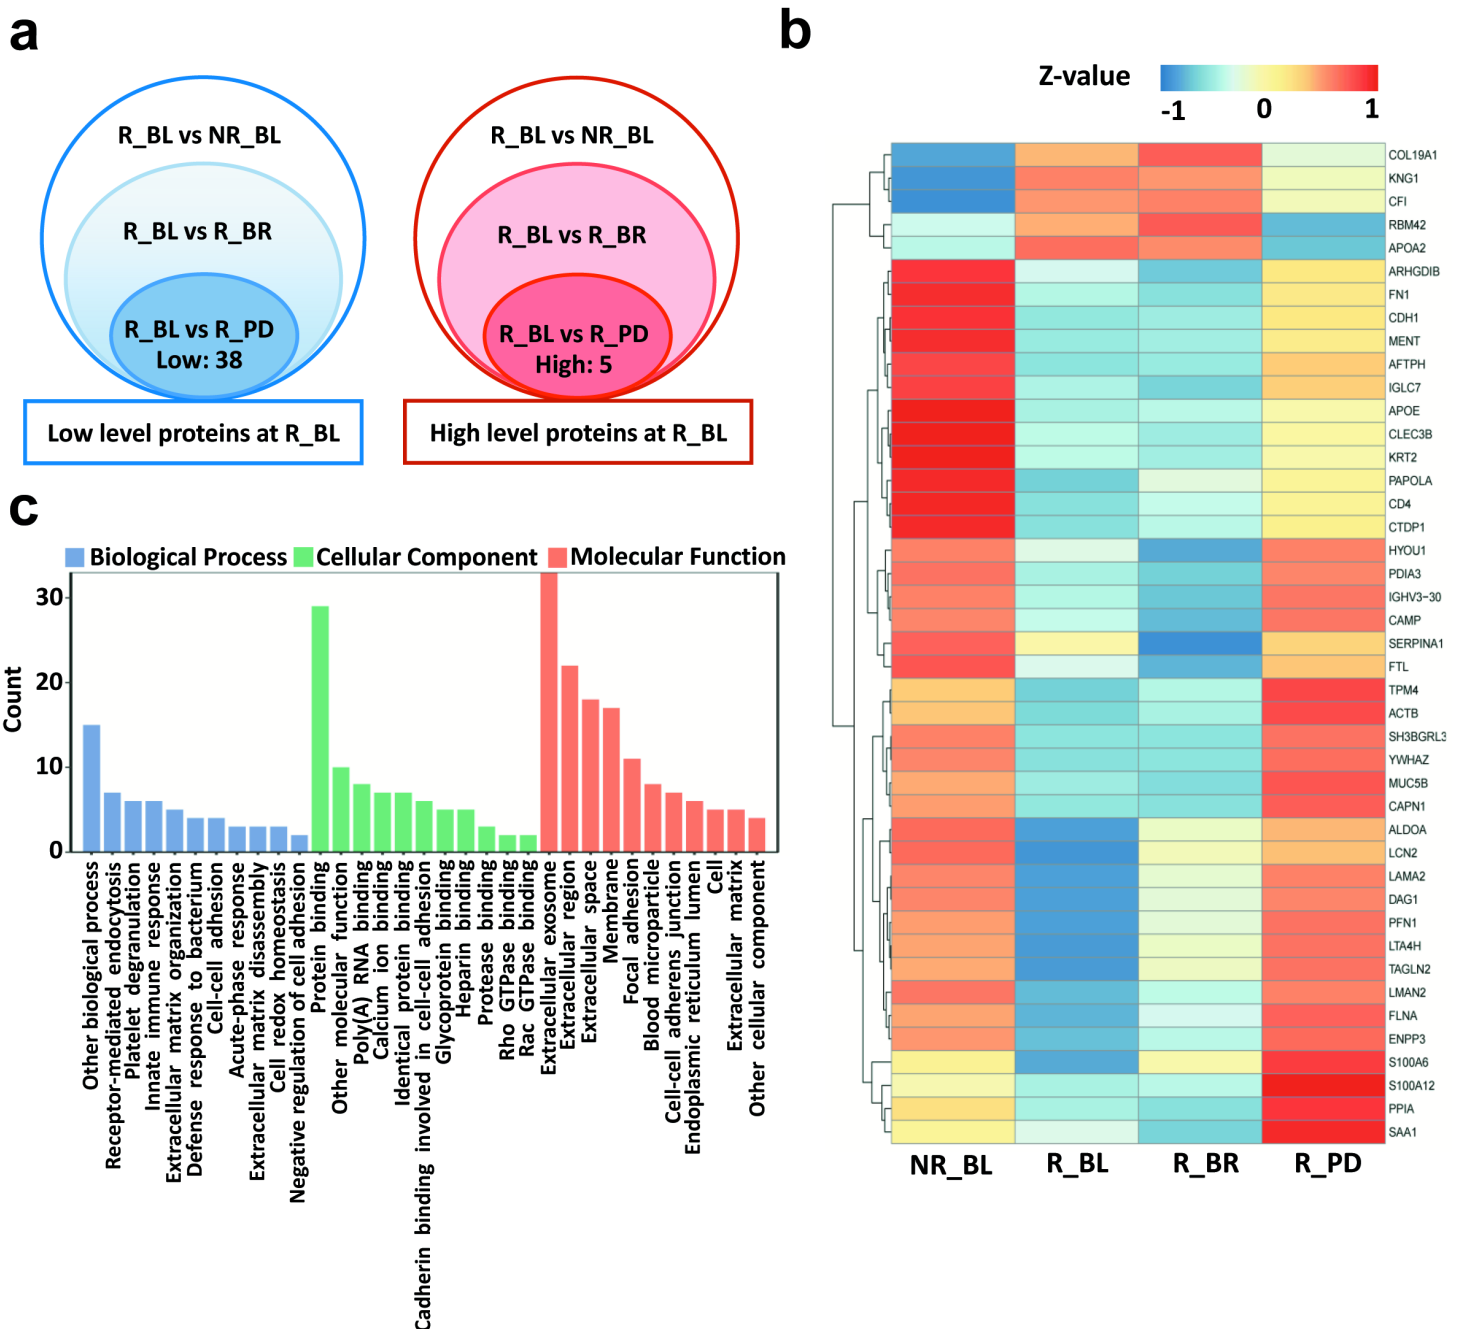 a
R_BL vs NR_BL
R_BL vs R_BR
R_BL vs R_PD
Low: 38
Low level proteins at R_BL
R_BL vs NR_BL
R_BL vs R_BR
R_BL vs R_PD
High: 5
High level proteins at R_BL
b
Z-value
-1
0
1
COL19A1
KNG1
CFI
RBM42
APOA2
ARHGDIB
FN1
CDH1
MENT
AFTPH
IGLC7
APOE
CLEC3B
KRT2
PAPOLA
CD4
CTDP1
HYOU1
PDIA3
IGHV3-30
CAMP
SERPINA1
FTL
TPM4
ACTB
SH3BGRL3
YWHAZ
MUC5B
CAPN1
ALDOA
LCN2
LAMA2
DAG1
PFN1
LTA4H
TAGLN2
LMAN2
FLNA
ENPP3
S100A6
S100A12
PPIA
SAA1
NR_BL
R_BL
R_BR
R_PD
c
Biological Process
Cellular Component
Molecular Function
Count
30
20
10
0
Other biological process
Receptor-mediated endocytosis
Platelet degranulation
Innate immune response
Extracellular matrix organization
Defense response to bacterium
Cell-cell adhesion
Acute-phase response
Extracellular matrix disassembly
Cell redox homeostasis
Negative regulation of cell adhesion
Protein binding
Other molecular function
Poly(A) RNA binding
Calcium ion binding
Identical protein binding
Cadherin binding involved in cell-cell adhesion
Glycoprotein binding
Heparin binding
Protease binding
Rho GTPase binding
Rac GTPase binding
Extracellular exosome
Extracellular region
Extracellular space
Membrane
Focal adhesion
Blood microparticle
Cell-cell adherens junction
Endoplasmic reticulum lumen
Cell
Extracellular matrix
Other cellular component